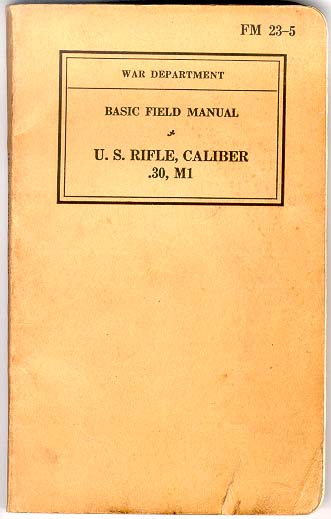 FM 23-5
WAR DEPARTMENT
BASIC FIELD MANUAL
U. S. RIFLE, CALIBER
.30, M1